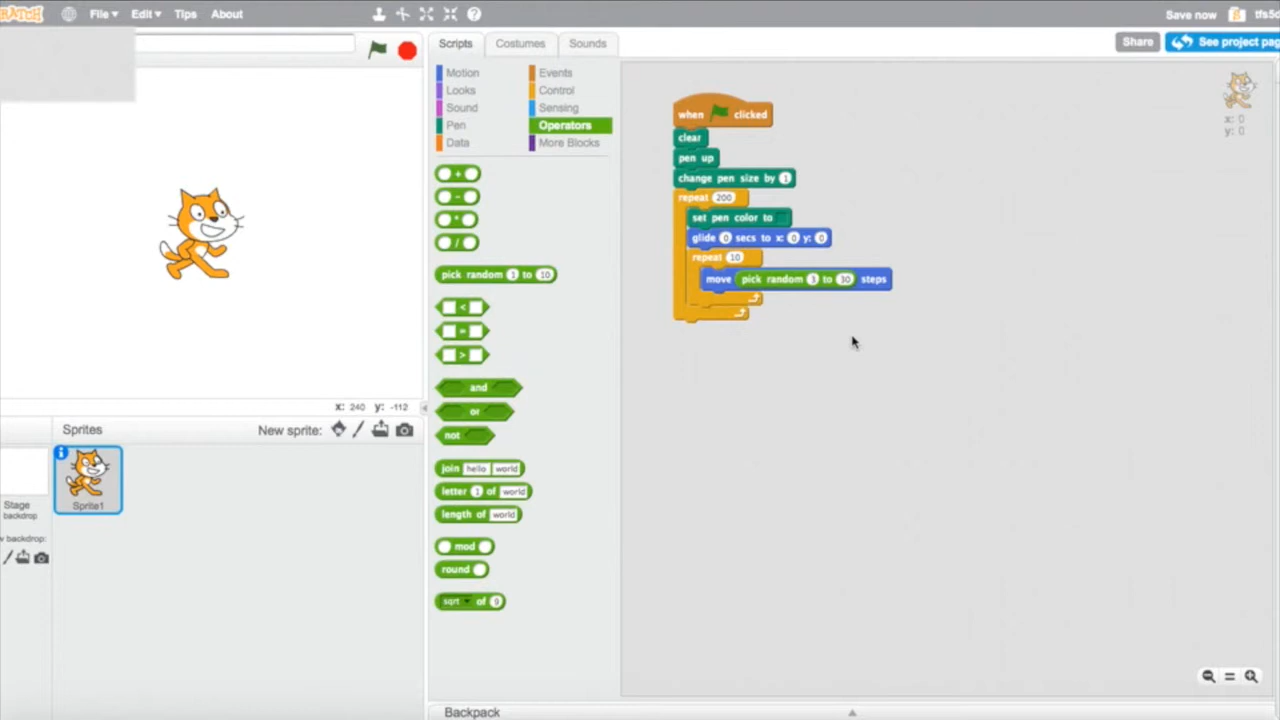 RATCH File Edit Tips About Save now tfs5c
Share See project pag
Scripts Costumes Sounds
Motion Events
Looks Control
Sound Sensing
Pen Operators
Data More Blocks
+
-
*
/
pick random 1 to 10
<
=
>
and
or
not
join hello world
letter 1 of world
length of world
mod
round
sqrt of 9
when clicked
clear
pen up
change pen size by 1
repeat 200
set pen color to
glide 0 secs to x: 0 y: 0
repeat 10
move pick random 1 to 30 steps
x: 0
y: 0
x: 240 y: -112
Sprites New sprite:
Sprite1
Stage
backdrop
w backdrop:
Backpack